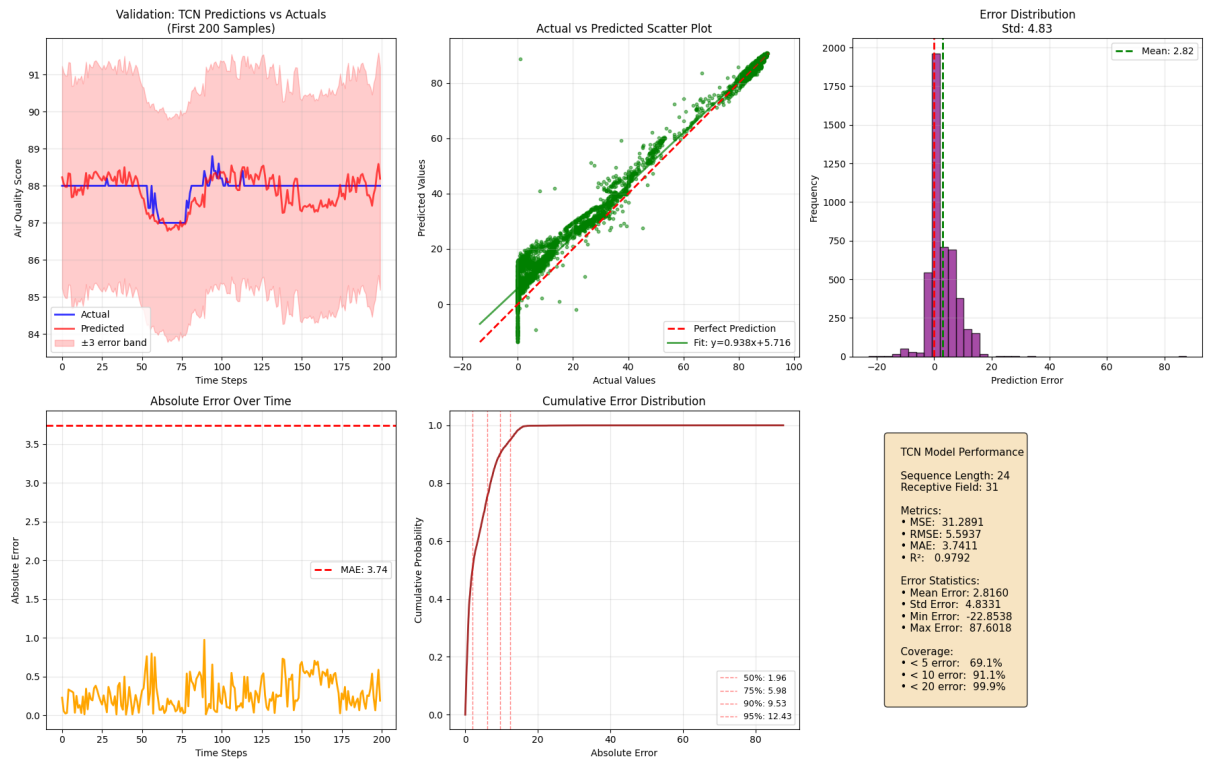 Validation: TCN Predictions vs Actuals
(First 200 Samples)
Air Quality Score
91
90
89
88
87
86
85
84
Actual
Predicted
±3 error band
0
25
50
75
100
125
150
175
200
Time Steps
Actual vs Predicted Scatter Plot
Predicted Values
80
60
40
20
0
Perfect Prediction
Fit: y=0.938x+5.716
−20
0
20
40
60
80
100
Actual Values
Error Distribution
Std: 4.83
Frequency
2000
1750
1500
1250
1000
750
500
250
0
Mean: 2.82
−20
0
20
40
60
80
Prediction Error
Absolute Error Over Time
Absolute Error
3.5
3.0
2.5
2.0
1.5
1.0
0.5
0.0
MAE: 3.74
0
25
50
75
100
125
150
175
200
Time Steps
Cumulative Error Distribution
Cumulative Probability
1.0
0.8
0.6
0.4
0.2
0.0
50%: 1.96
75%: 5.98
90%: 9.53
95%: 12.43
0
20
40
60
80
Absolute Error
TCN Model Performance
Sequence Length: 24
Receptive Field: 31
Metrics:
• MSE: 31.2891
• RMSE: 5.5937
• MAE: 3.7411
• R²: 0.9792
Error Statistics:
• Mean Error: 2.8160
• Std Error: 4.8331
• Min Error: -22.8538
• Max Error: 87.6018
Coverage:
• < 5 error: 69.1%
• < 10 error: 91.1%
• < 20 error: 99.9%